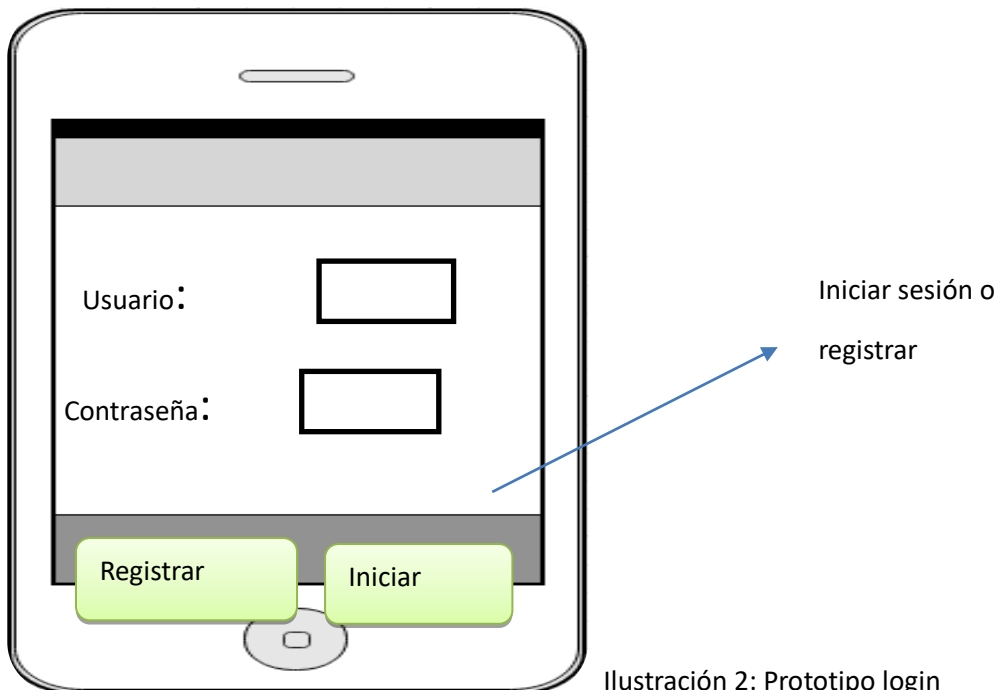 Usuario:
Iniciar sesión o
registrar
Contraseña:
Registrar
Iniciar
Ilustración 2: Prototipo login